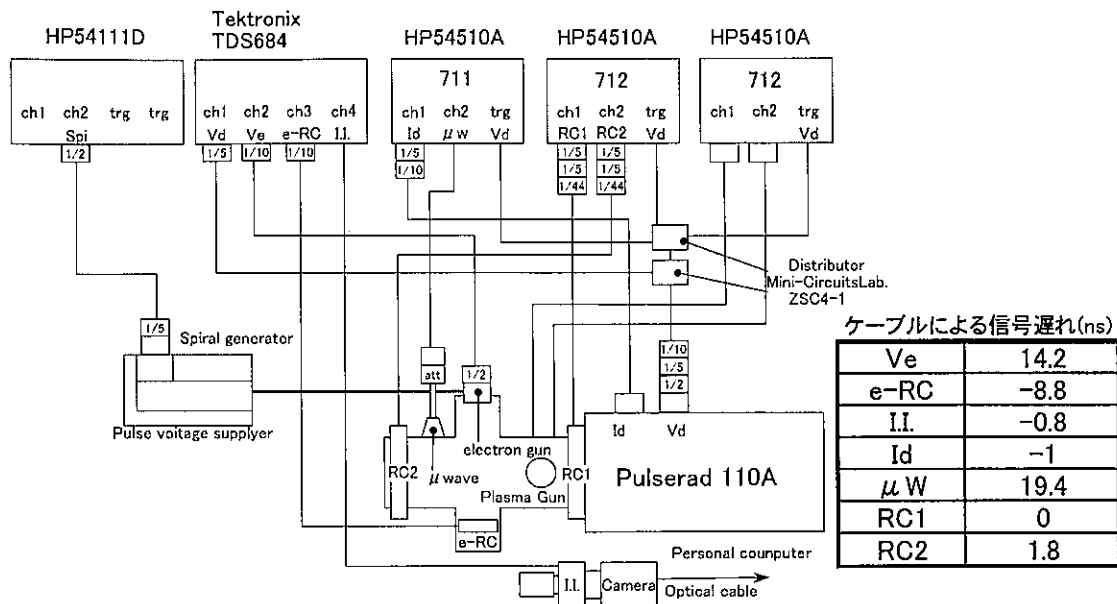 HP54111D
Tektronix
TDS684
HP54510A
HP54510A
HP54510A
711
712
712
ch1 ch2 trg trg
Spi
1/2
ch1 ch2 ch3 ch4
Vd Ve e-RC I.I.
1/5 1/10 1/10
ch1 ch2 trg
Id μW Vd
1/5
1/10
ch1 ch2 trg
RC1 RC2 Vd
1/5 1/5
1/5 1/5
1/44 1/44
ch1 ch2 trg
Vd
Distributor
Mini-CircuitsLab.
ZSC4-1
1/5
Spiral generator
Pulse voltage supplyer
att
1/2
1/10
1/5
1/2
Id Vd
electron gun
RC2
μ wave
Plasma Gun
RC1
Pulserad 110A
e-RC
I.I.
Camera
Personal counputer
Optical cable
ケーブルによる信号遅れ(ns)
Ve 14.2
e-RC -8.8
I.I. -0.8
Id -1
μW 19.4
RC1 0
RC2 1.8